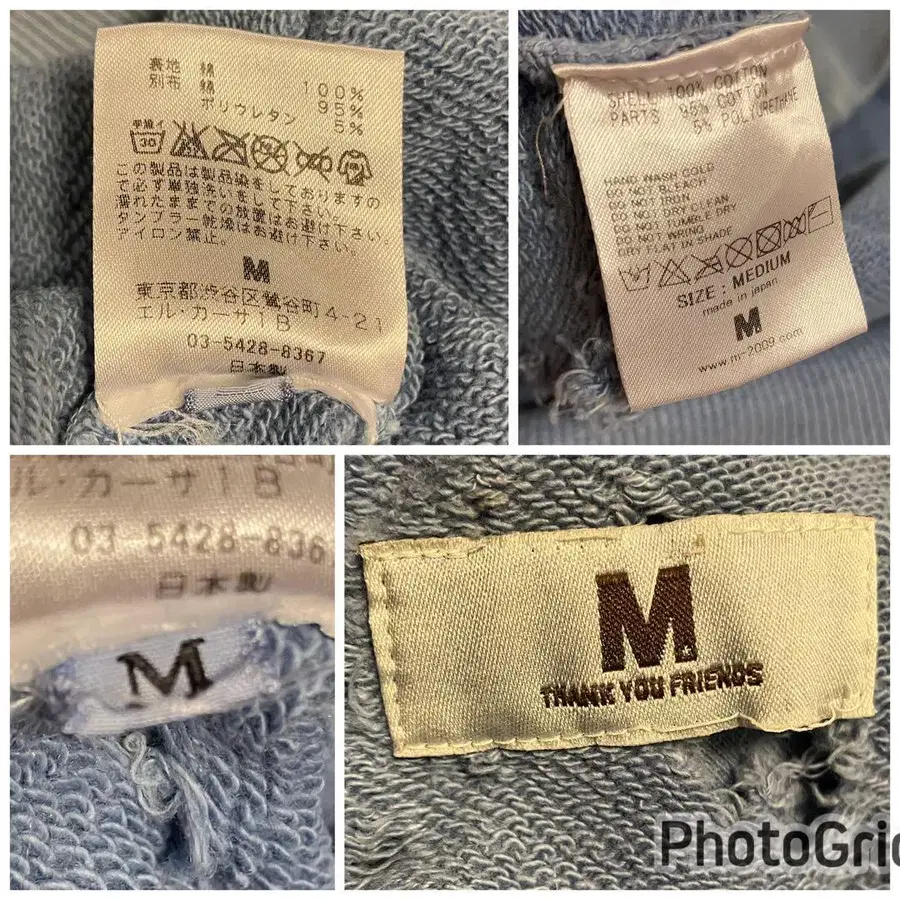 表地 綿 100%
別布 綿 95%
ポリウレタン 5%
手洗イ
30
この製品は製品染をしておりますの
で必ず単独洗いをして下さい。
濡れたままでの放置はお避け下さい。
タンブラー乾燥はお避け下さい。
アイロン禁止。
M
東京都渋谷区鶯谷町4-21
エル・カーサ1B
03-5428-8367
日本製
SHELL 100% COTTON
PARTS 95% COTTON
5% POLYURETHANE
HAND WASH COLD
DO NOT BLEACH
DO NOT IRON
DO NOT DRY CLEAN
DO NOT TUMBLE DRY
DO NOT WRING
DRY FLAT IN SHADE
SIZE : MEDIUM
made in japan
M
www.m-2009.com
ル・カーサ1B
03-5428-836
日本製
M
M
THANK YOU FRIENDS
PhotoGri